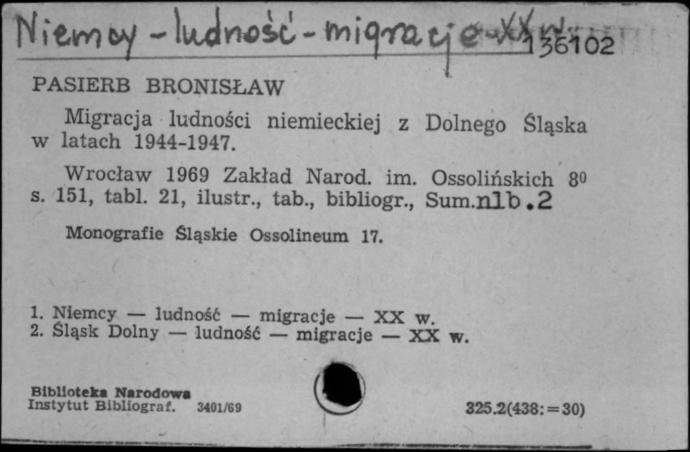 Niemcy - ludność - migracje - XX w.
136102
PASIERB BRONISŁAW
Migracja ludności niemieckiej z Dolnego Śląska
w latach 1944-1947.
Wrocław 1969 Zakład Narod. im. Ossolińskich 8⁰
s. 151, tabl. 21, ilustr., tab., bibliogr., Sum.nlb.2
Monografie Śląskie Ossolineum 17.
1. Niemcy — ludność — migracje — XX w.
2. Śląsk Dolny — ludność — migracje — XX w.
Biblioteka Narodowa
Instytut Bibliograf. 3401/69
325.2(438:=30)